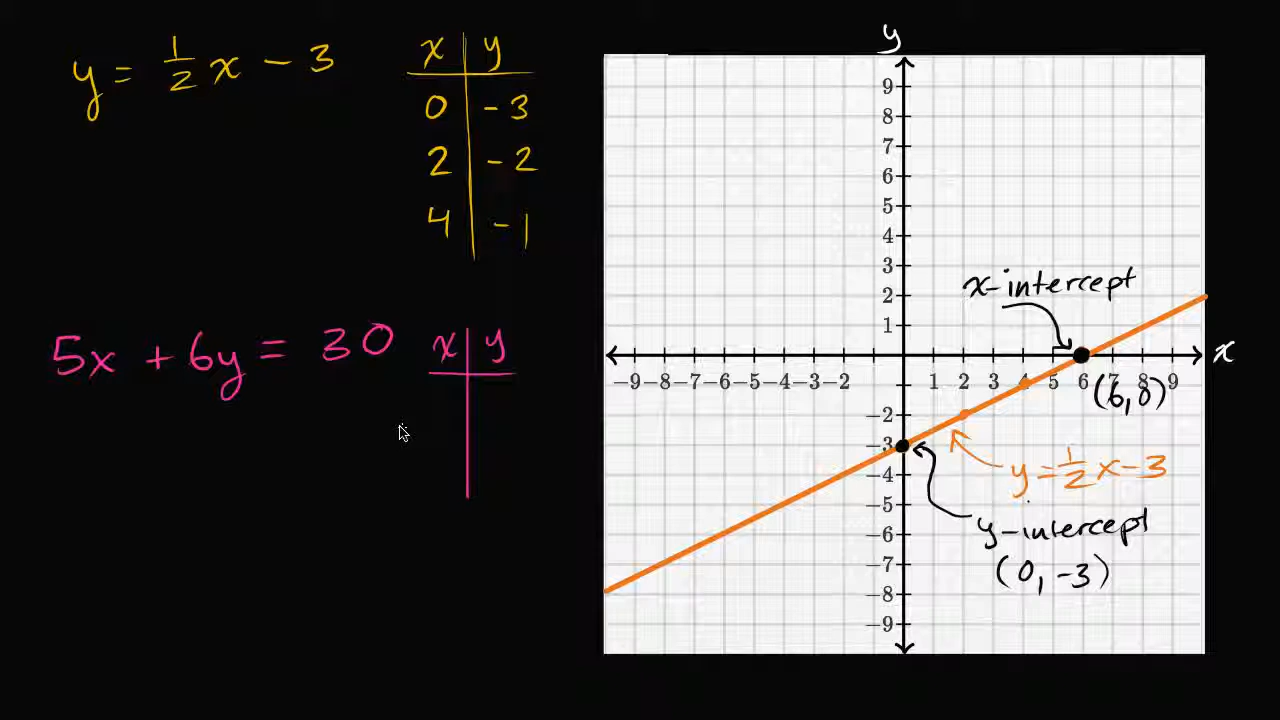 y = 1/2 x - 3
x y
0 -3
2 -2
4 -1
5x + 6y = 30
x y
y
9
8
7
6
5
4
3
2
1
x-intercept
x
-9 -8 -7 -6 -5 -4 -3 -2 1 2 3 4 5 6 7 8 9
(6,0)
-2
-3
-4
-5
-6
-7
-8
-9
y = 1/2 x - 3
y-intercept
(0, -3)